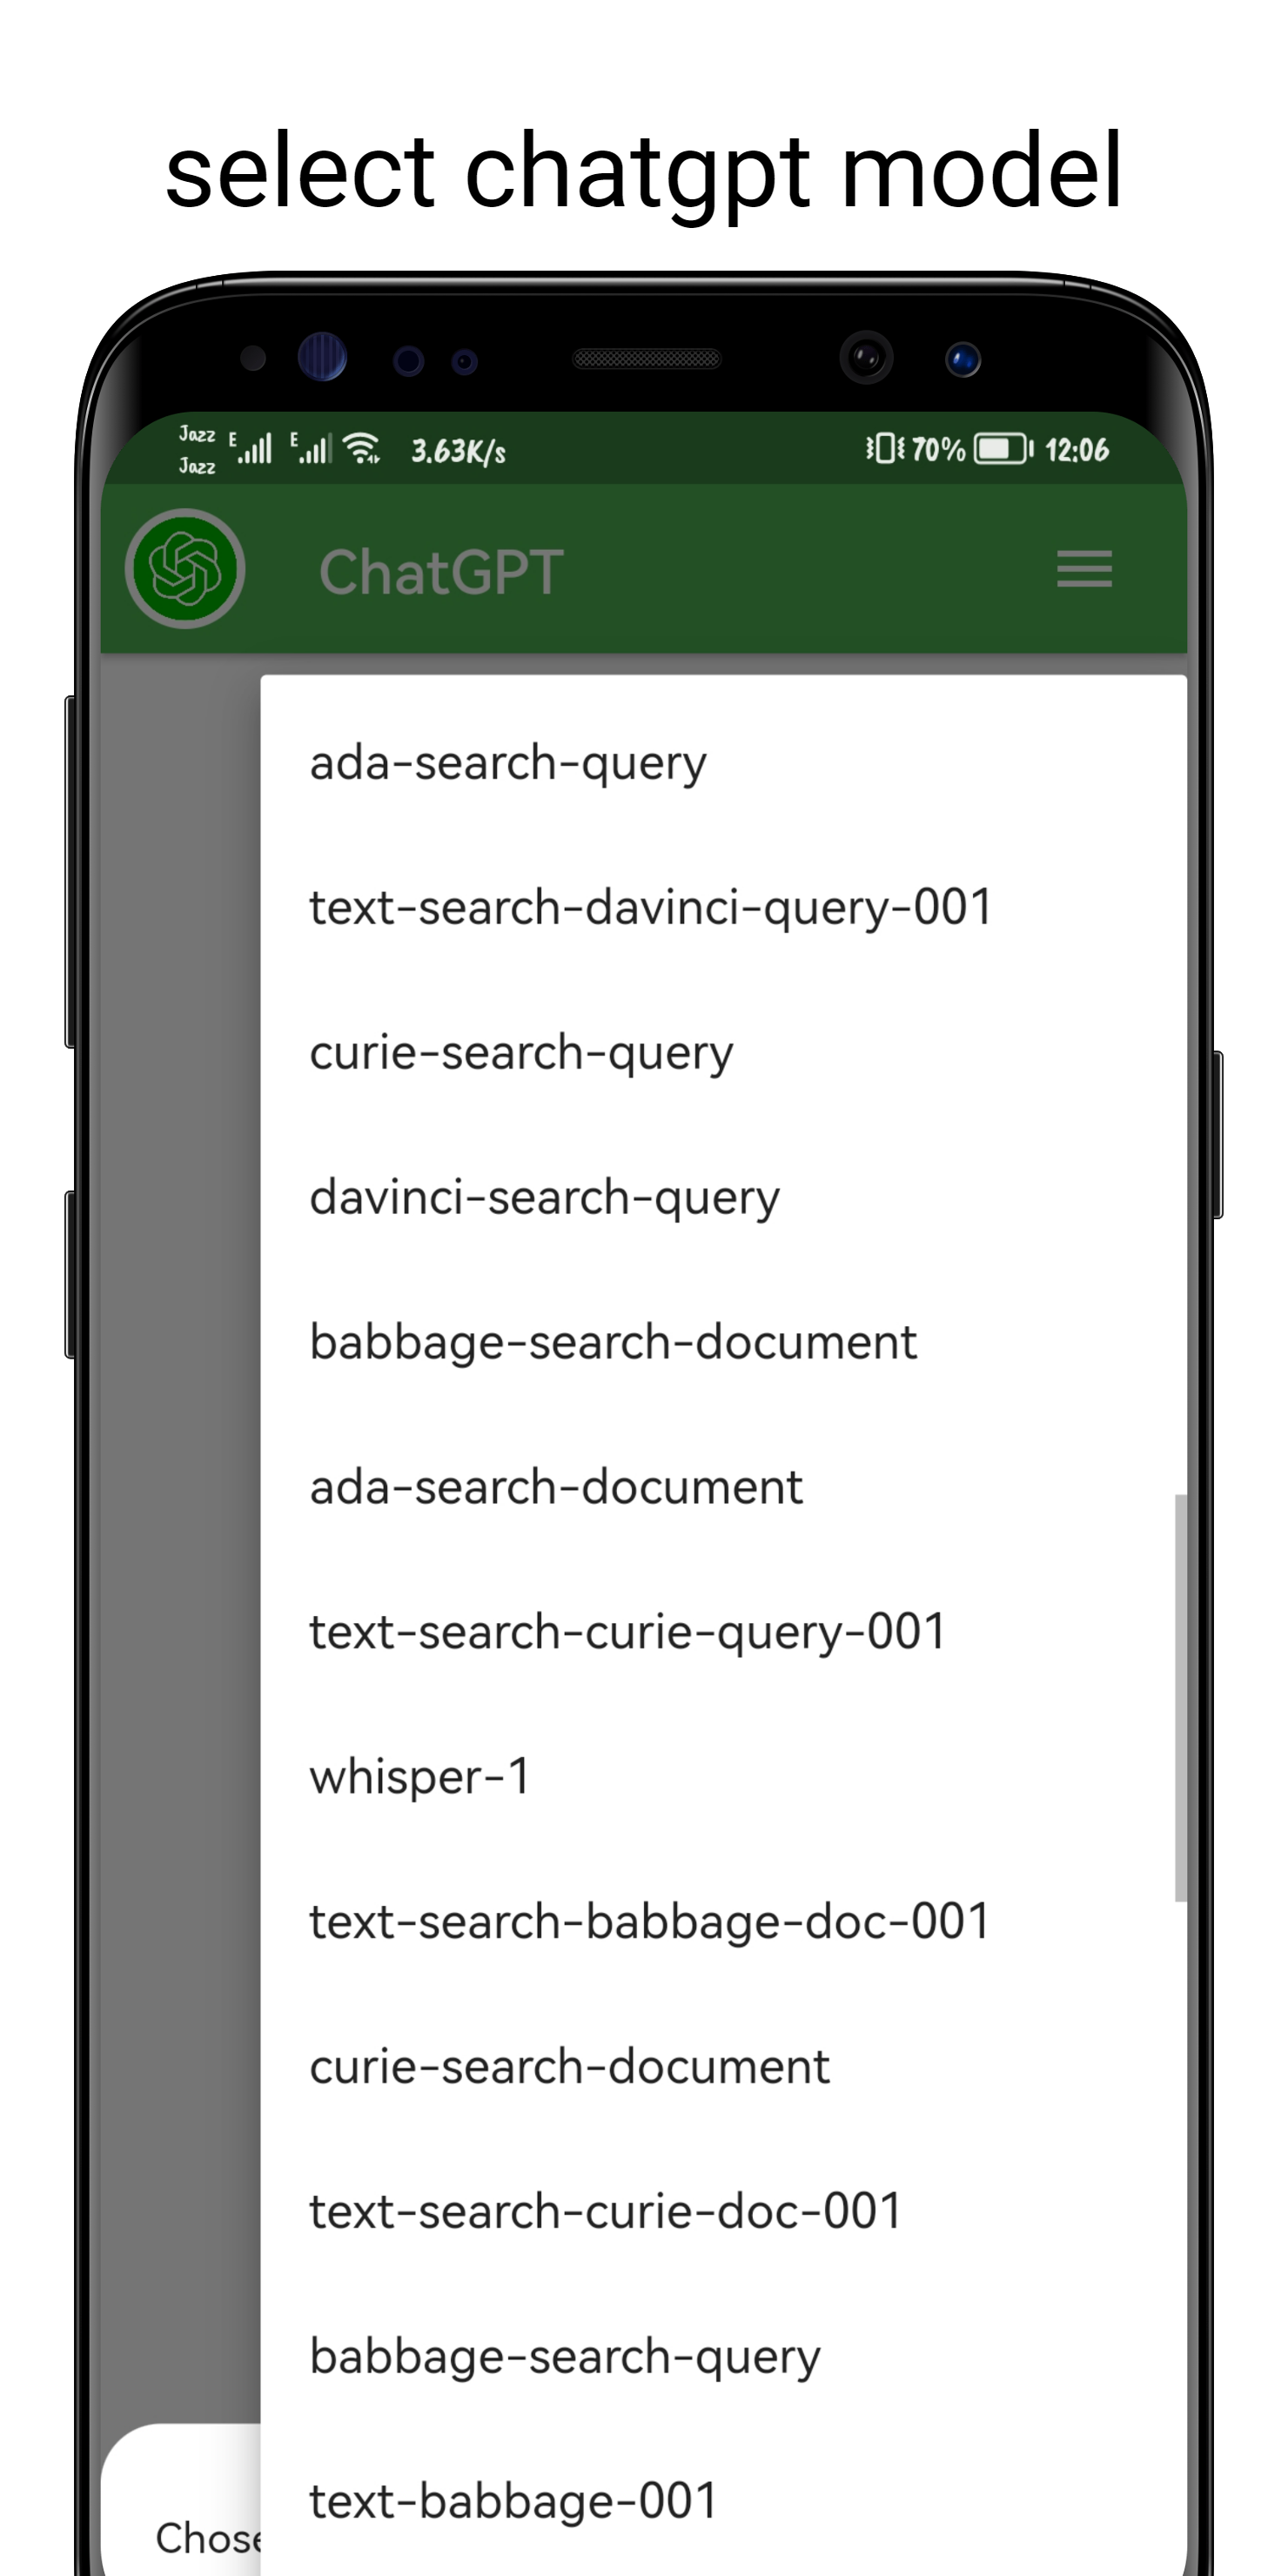 select chatgpt model
Jazz
Jazz
E
E
3.63K/s
70%
12:06
ChatGPT
ada-search-query
text-search-davinci-query-001
curie-search-query
davinci-search-query
babbage-search-document
ada-search-document
text-search-curie-query-001
whisper-1
text-search-babbage-doc-001
curie-search-document
text-search-curie-doc-001
babbage-search-query
text-babbage-001
Chose